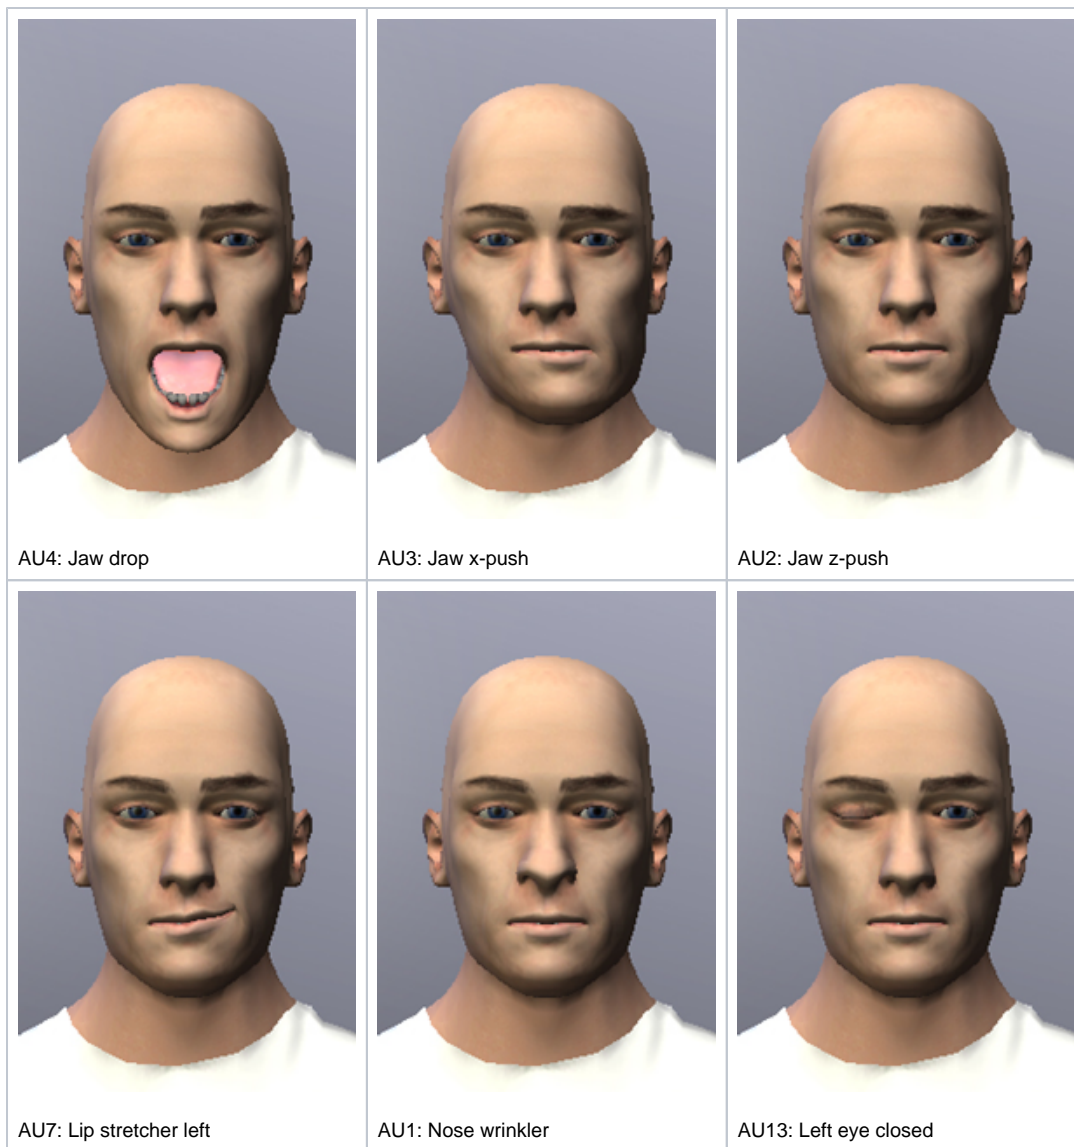 AU4: Jaw drop
AU3: Jaw x-push
AU2: Jaw z-push
AU7: Lip stretcher left
AU1: Nose wrinkler
AU13: Left eye closed